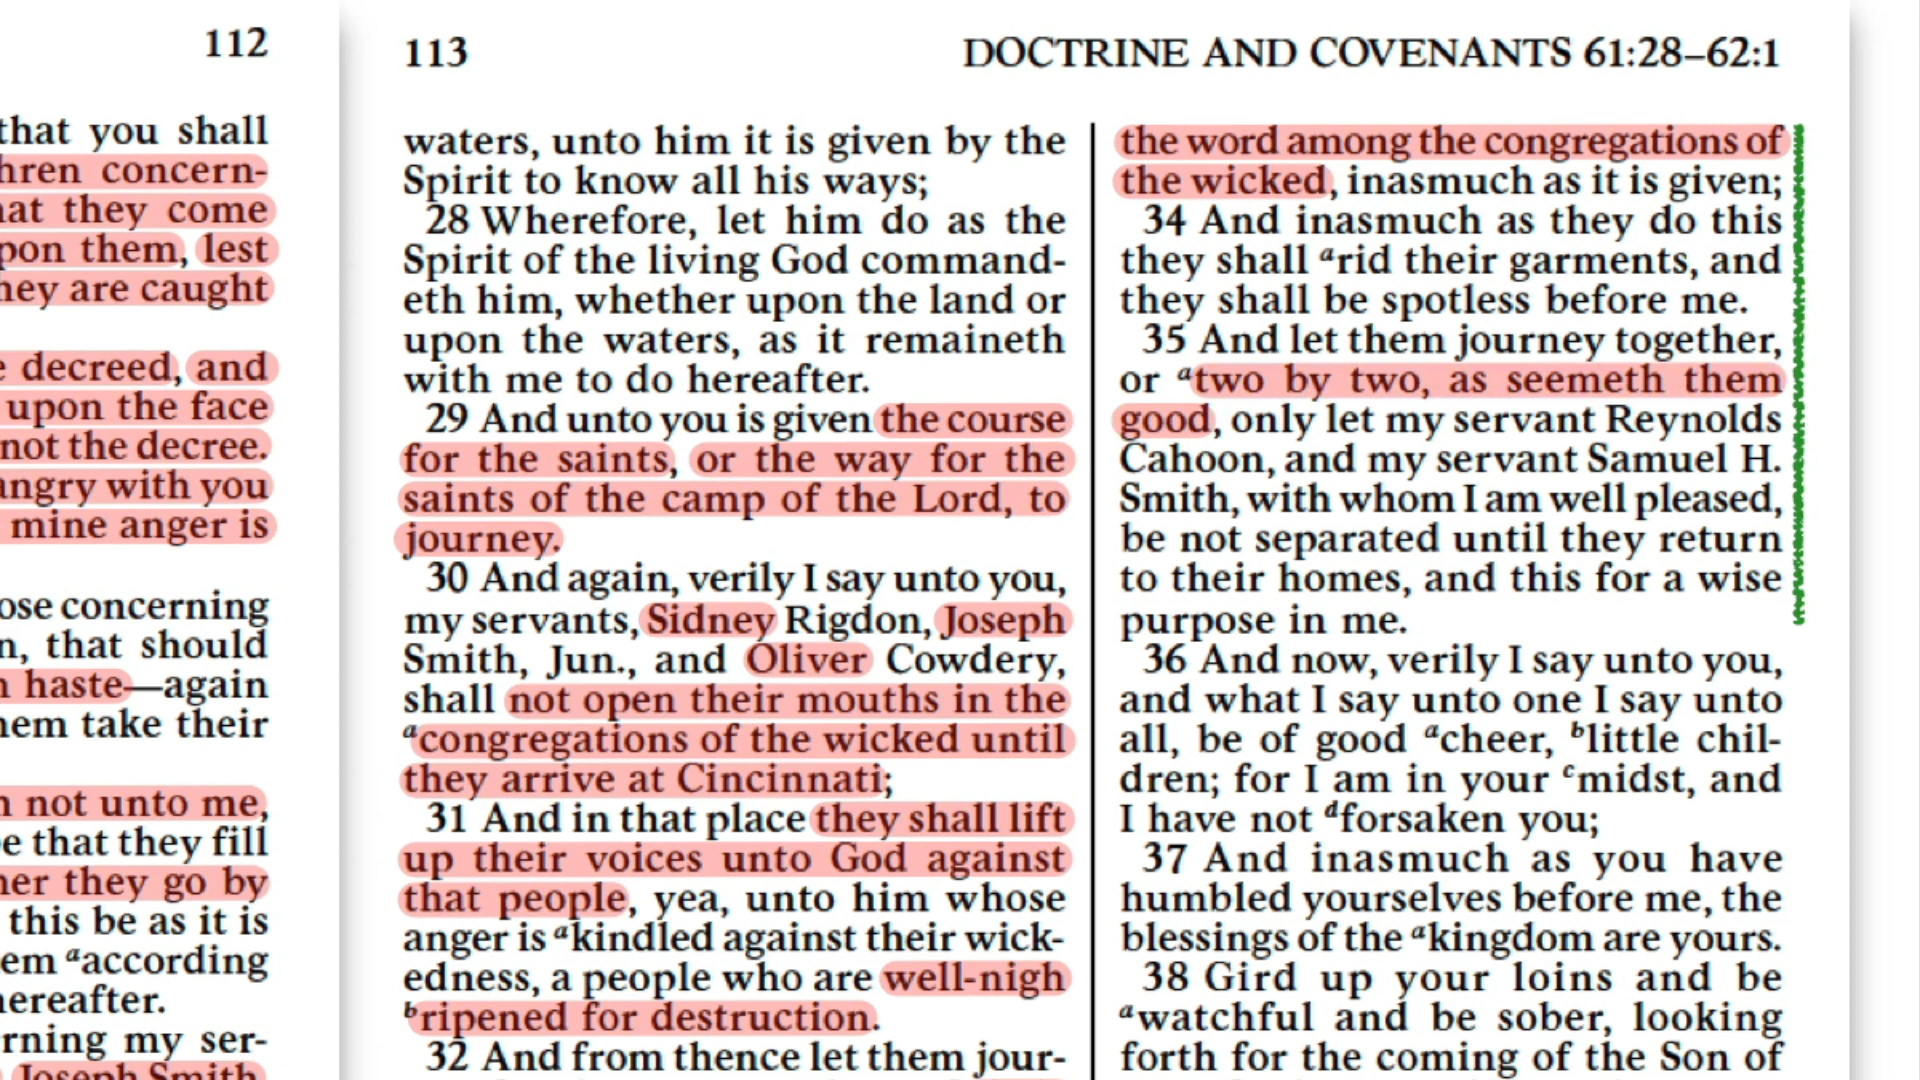 112
that you shall
hren concern-
at they come
pon them, lest
hey are caught
decreed, and
upon the face
not the decree.
angry with you
mine anger is
ose concerning
n, that should
haste—again
hem take their
not unto me,
e that they fill
her they go by
this be as it is
em ᵃaccording
hereafter.
rning my ser-
Joseph Smith
113
DOCTRINE AND COVENANTS 61:28–62:1
waters, unto him it is given by the
Spirit to know all his ways;
28 Wherefore, let him do as the
Spirit of the living God command-
eth him, whether upon the land or
upon the waters, as it remaineth
with me to do hereafter.
29 And unto you is given the course
for the saints, or the way for the
saints of the camp of the Lord, to
journey.
30 And again, verily I say unto you,
my servants, Sidney Rigdon, Joseph
Smith, Jun., and Oliver Cowdery,
shall not open their mouths in the
ᵃcongregations of the wicked until
they arrive at Cincinnati;
31 And in that place they shall lift
up their voices unto God against
that people, yea, unto him whose
anger is ᵃkindled against their wick-
edness, a people who are well-nigh
ᵇripened for destruction.
32 And from thence let them jour-
the word among the congregations of
the wicked, inasmuch as it is given;
34 And inasmuch as they do this
they shall ᵃrid their garments, and
they shall be spotless before me.
35 And let them journey together,
or ᵃtwo by two, as seemeth them
good, only let my servant Reynolds
Cahoon, and my servant Samuel H.
Smith, with whom I am well pleased,
be not separated until they return
to their homes, and this for a wise
purpose in me.
36 And now, verily I say unto you,
and what I say unto one I say unto
all, be of good ᵃcheer, ᵇlittle chil-
dren; for I am in your ᶜmidst, and
I have not ᵈforsaken you;
37 And inasmuch as you have
humbled yourselves before me, the
blessings of the ᵃkingdom are yours.
38 Gird up your loins and be
ᵃwatchful and be sober, looking
forth for the coming of the Son of